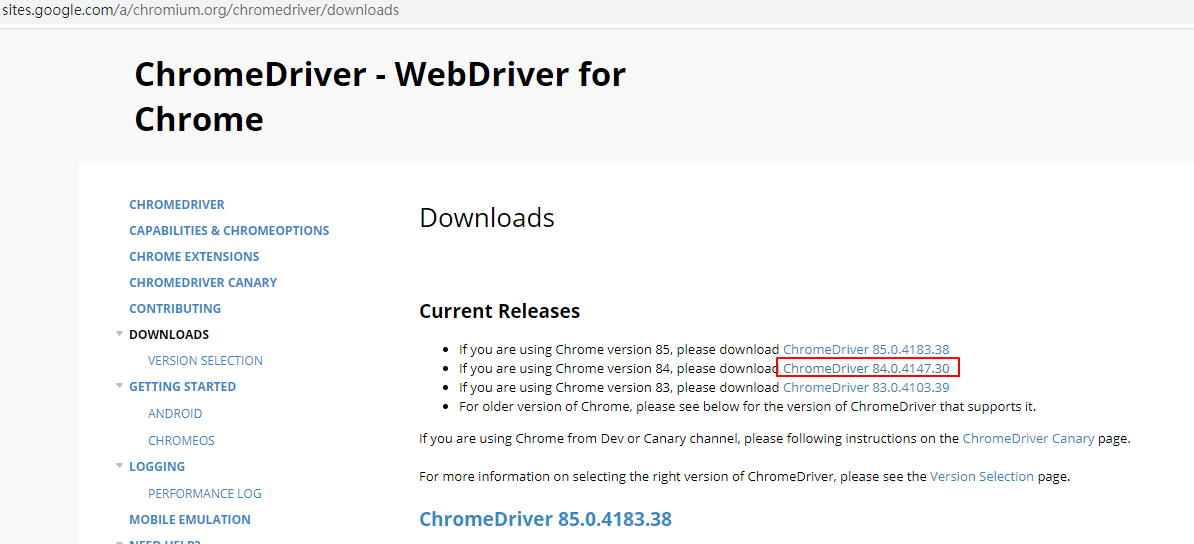 sites.google.com/a/chromium.org/chromedriver/downloads
ChromeDriver - WebDriver for
Chrome
CHROMEDRIVER
CAPABILITIES & CHROMEOPTIONS
CHROME EXTENSIONS
CHROMEDRIVER CANARY
CONTRIBUTING
DOWNLOADS
VERSION SELECTION
GETTING STARTED
ANDROID
CHROMEOS
LOGGING
PERFORMANCE LOG
MOBILE EMULATION
NEED HELP?
Downloads
Current Releases
If you are using Chrome version 85, please download ChromeDriver 85.0.4183.38
If you are using Chrome version 84, please download ChromeDriver 84.0.4147.30
If you are using Chrome version 83, please download ChromeDriver 83.0.4103.39
For older version of Chrome, please see below for the version of ChromeDriver that supports it.
If you are using Chrome from Dev or Canary channel, please following instructions on the ChromeDriver Canary page.
For more information on selecting the right version of ChromeDriver, please see the Version Selection page.
ChromeDriver 85.0.4183.38